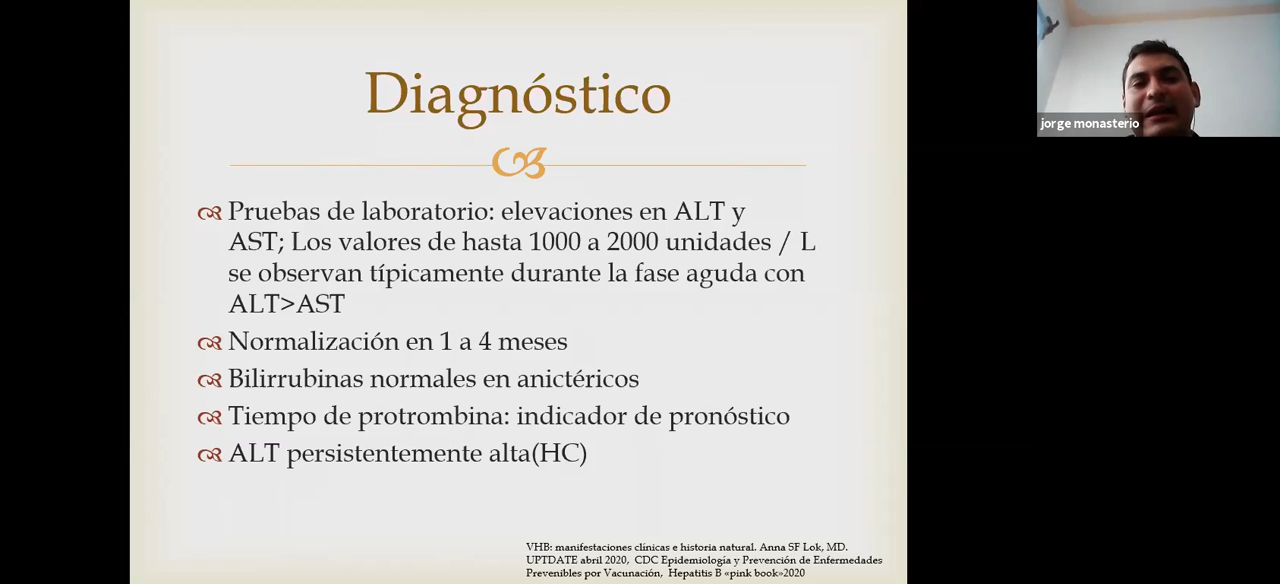 Diagnóstico
Pruebas de laboratorio: elevaciones en ALT y
AST; Los valores de hasta 1000 a 2000 unidades / L
se observan típicamente durante la fase aguda con
ALT>AST
Normalización en 1 a 4 meses
Bilirrubinas normales en anictéricos
Tiempo de protrombina: indicador de pronóstico
ALT persistentemente alta(HC)
VHB: manifestaciones clínicas e historia natural. Anna SF Lok, MD.
UPTDATE abril 2020, CDC Epidemiología y Prevención de Enfermedades
Prevenibles por Vacunación, Hepatitis B «pink book»2020
jorge monasterio